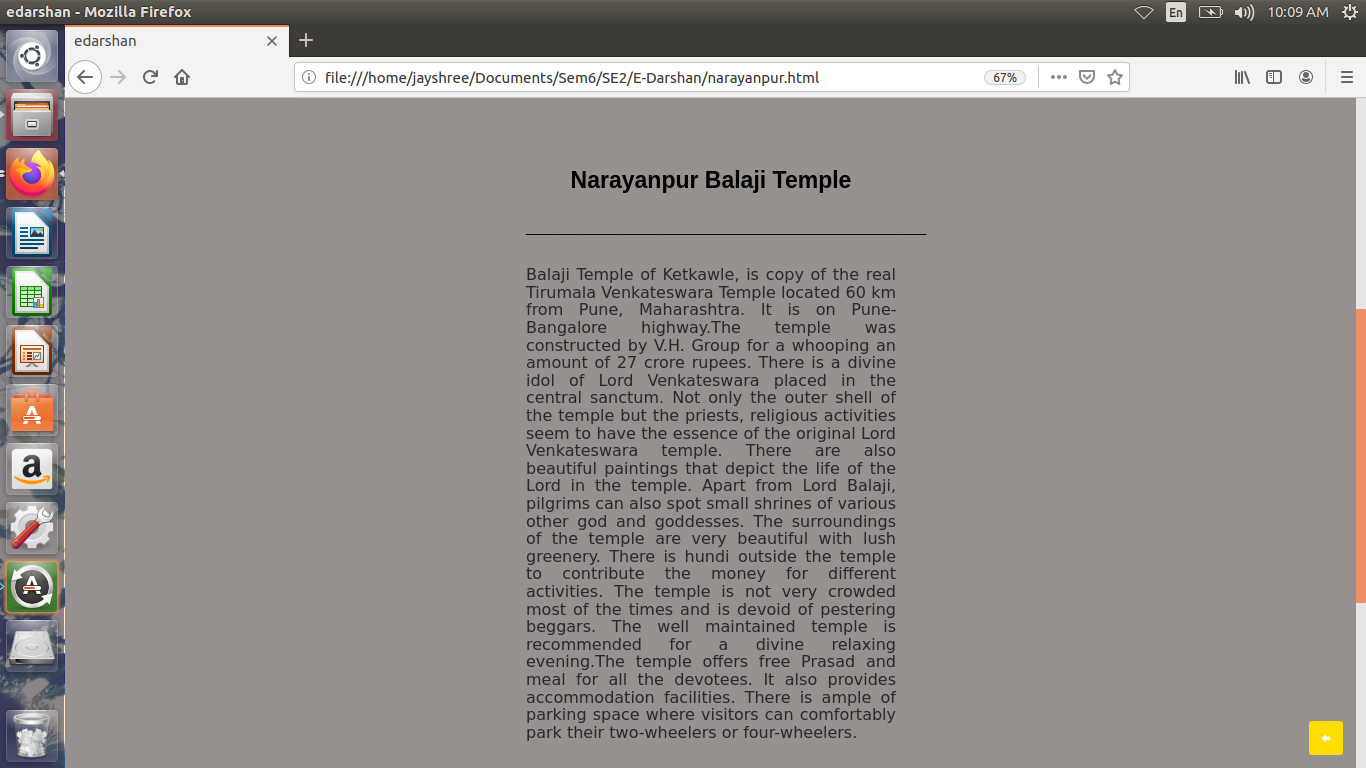 edarshan - Mozilla Firefox
En
10:09 AM
edarshan
file:///home/jayshree/Documents/Sem6/SE2/E-Darshan/narayanpur.html
67%
Narayanpur Balaji Temple
Balaji Temple of Ketkawle, is copy of the real
Tirumala Venkateswara Temple located 60 km
from Pune, Maharashtra. It is on Pune-
Bangalore highway.The temple was
constructed by V.H. Group for a whooping an
amount of 27 crore rupees. There is a divine
idol of Lord Venkateswara placed in the
central sanctum. Not only the outer shell of
the temple but the priests, religious activities
seem to have the essence of the original Lord
Venkateswara temple. There are also
beautiful paintings that depict the life of the
Lord in the temple. Apart from Lord Balaji,
pilgrims can also spot small shrines of various
other god and goddesses. The surroundings
of the temple are very beautiful with lush
greenery. There is hundi outside the temple
to contribute the money for different
activities. The temple is not very crowded
most of the times and is devoid of pestering
beggars. The well maintained temple is
recommended for a divine relaxing
evening.The temple offers free Prasad and
meal for all the devotees. It also provides
accommodation facilities. There is ample of
parking space where visitors can comfortably
park their two-wheelers or four-wheelers.